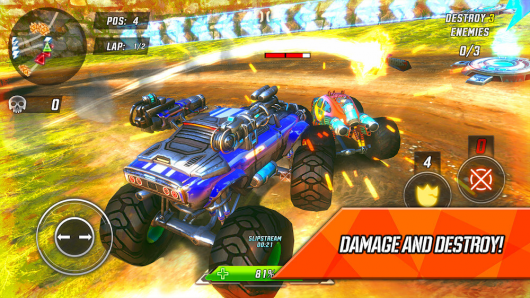 POS: 4
LAP: 1/2
0
DESTROY 3
ENEMIES
0/3
4
0
SLIPSTREAM
00:21
81%
DAMAGE AND DESTROY!